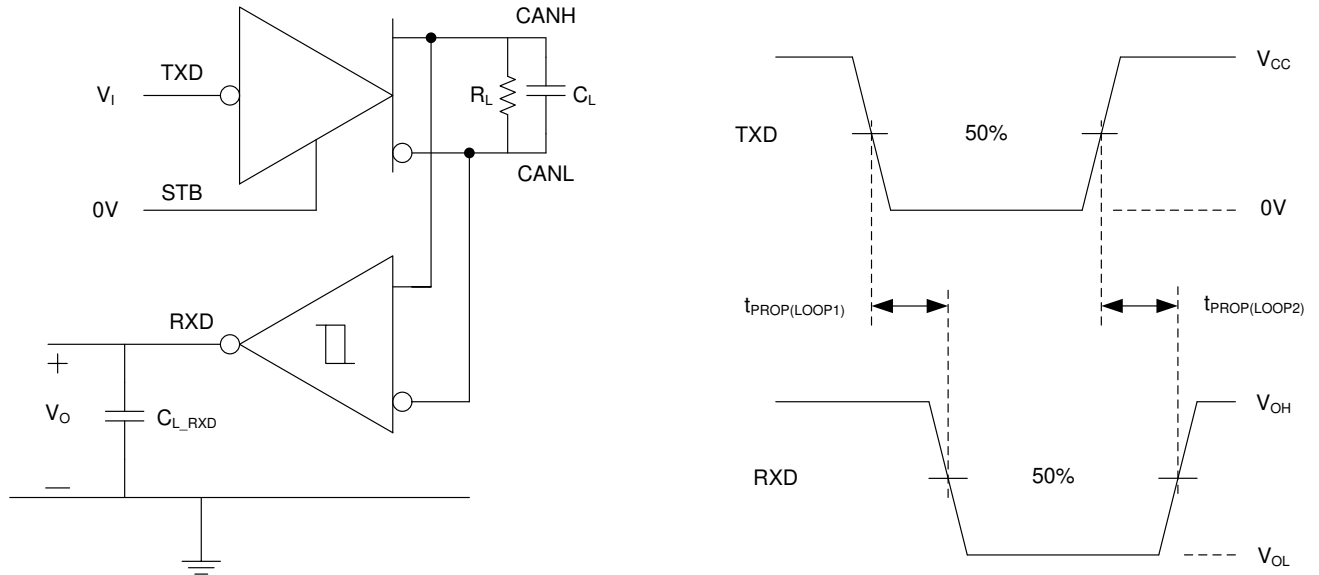 CANH
TXD
V_I
R_L
C_L
CANL
STB
0V
RXD
+
V_O
C_L_RXD
—
V_CC
TXD
50%
0V
t_PROP(LOOP1)
t_PROP(LOOP2)
V_OH
RXD
50%
V_OL